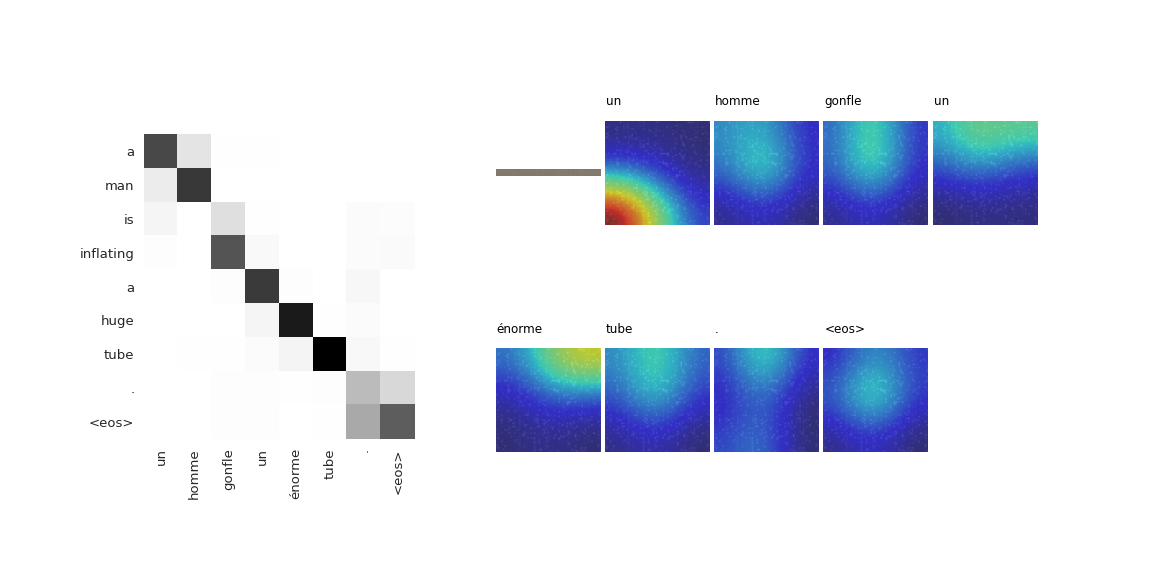 a
man
is
inflating
a
huge
tube
.
<eos>
un
homme
gonfle
un
énorme
tube
.
<eos>
un homme gonfle un
énorme tube . <eos>